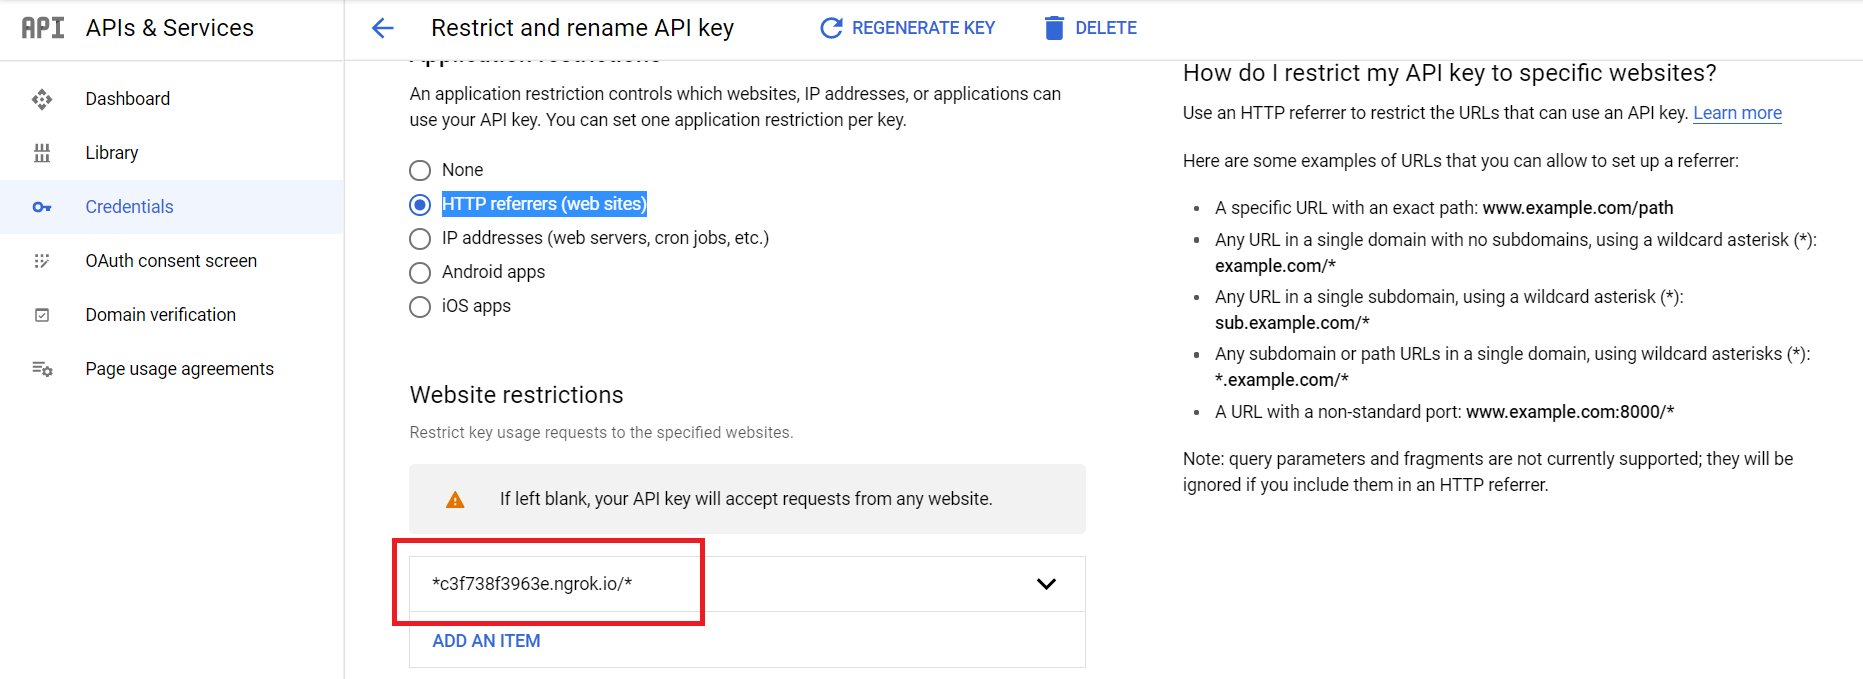 API APIs & Services
Restrict and rename API key
REGENERATE KEY
DELETE
Dashboard
Library
Credentials
OAuth consent screen
Domain verification
Page usage agreements
Application restrictions
An application restriction controls which websites, IP addresses, or applications can
use your API key. You can set one application restriction per key.
None
HTTP referrers (web sites)
IP addresses (web servers, cron jobs, etc.)
Android apps
iOS apps
Website restrictions
Restrict key usage requests to the specified websites.
If left blank, your API key will accept requests from any website.
*c3f738f3963e.ngrok.io/*
ADD AN ITEM
How do I restrict my API key to specific websites?
Use an HTTP referrer to restrict the URLs that can use an API key. Learn more
Here are some examples of URLs that you can allow to set up a referrer:
• A specific URL with an exact path: www.example.com/path
• Any URL in a single domain with no subdomains, using a wildcard asterisk (*):
example.com/*
• Any URL in a single subdomain, using a wildcard asterisk (*):
sub.example.com/*
• Any subdomain or path URLs in a single domain, using wildcard asterisks (*):
*.example.com/*
• A URL with a non-standard port: www.example.com:8000/*
Note: query parameters and fragments are not currently supported; they will be
ignored if you include them in an HTTP referrer.